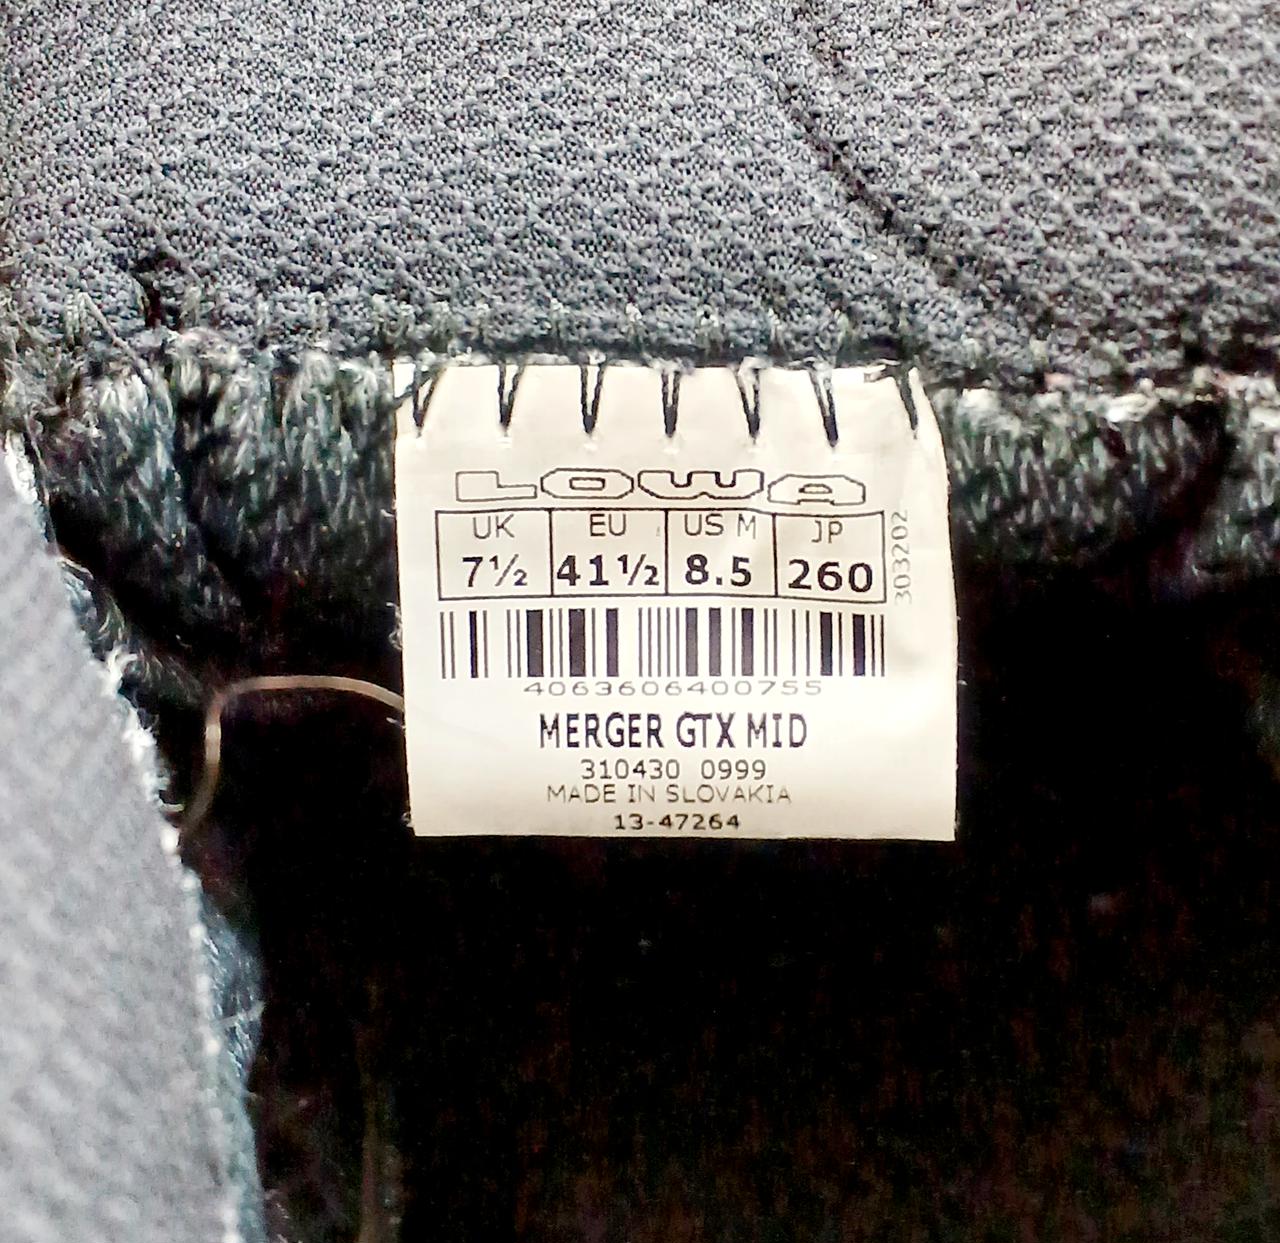 LOWA
UK EU US M JP
7½ 41½ 8.5 260
303202
4063606400755
MERGER GTX MID
310430 0999
MADE IN SLOVAKIA
13-47264